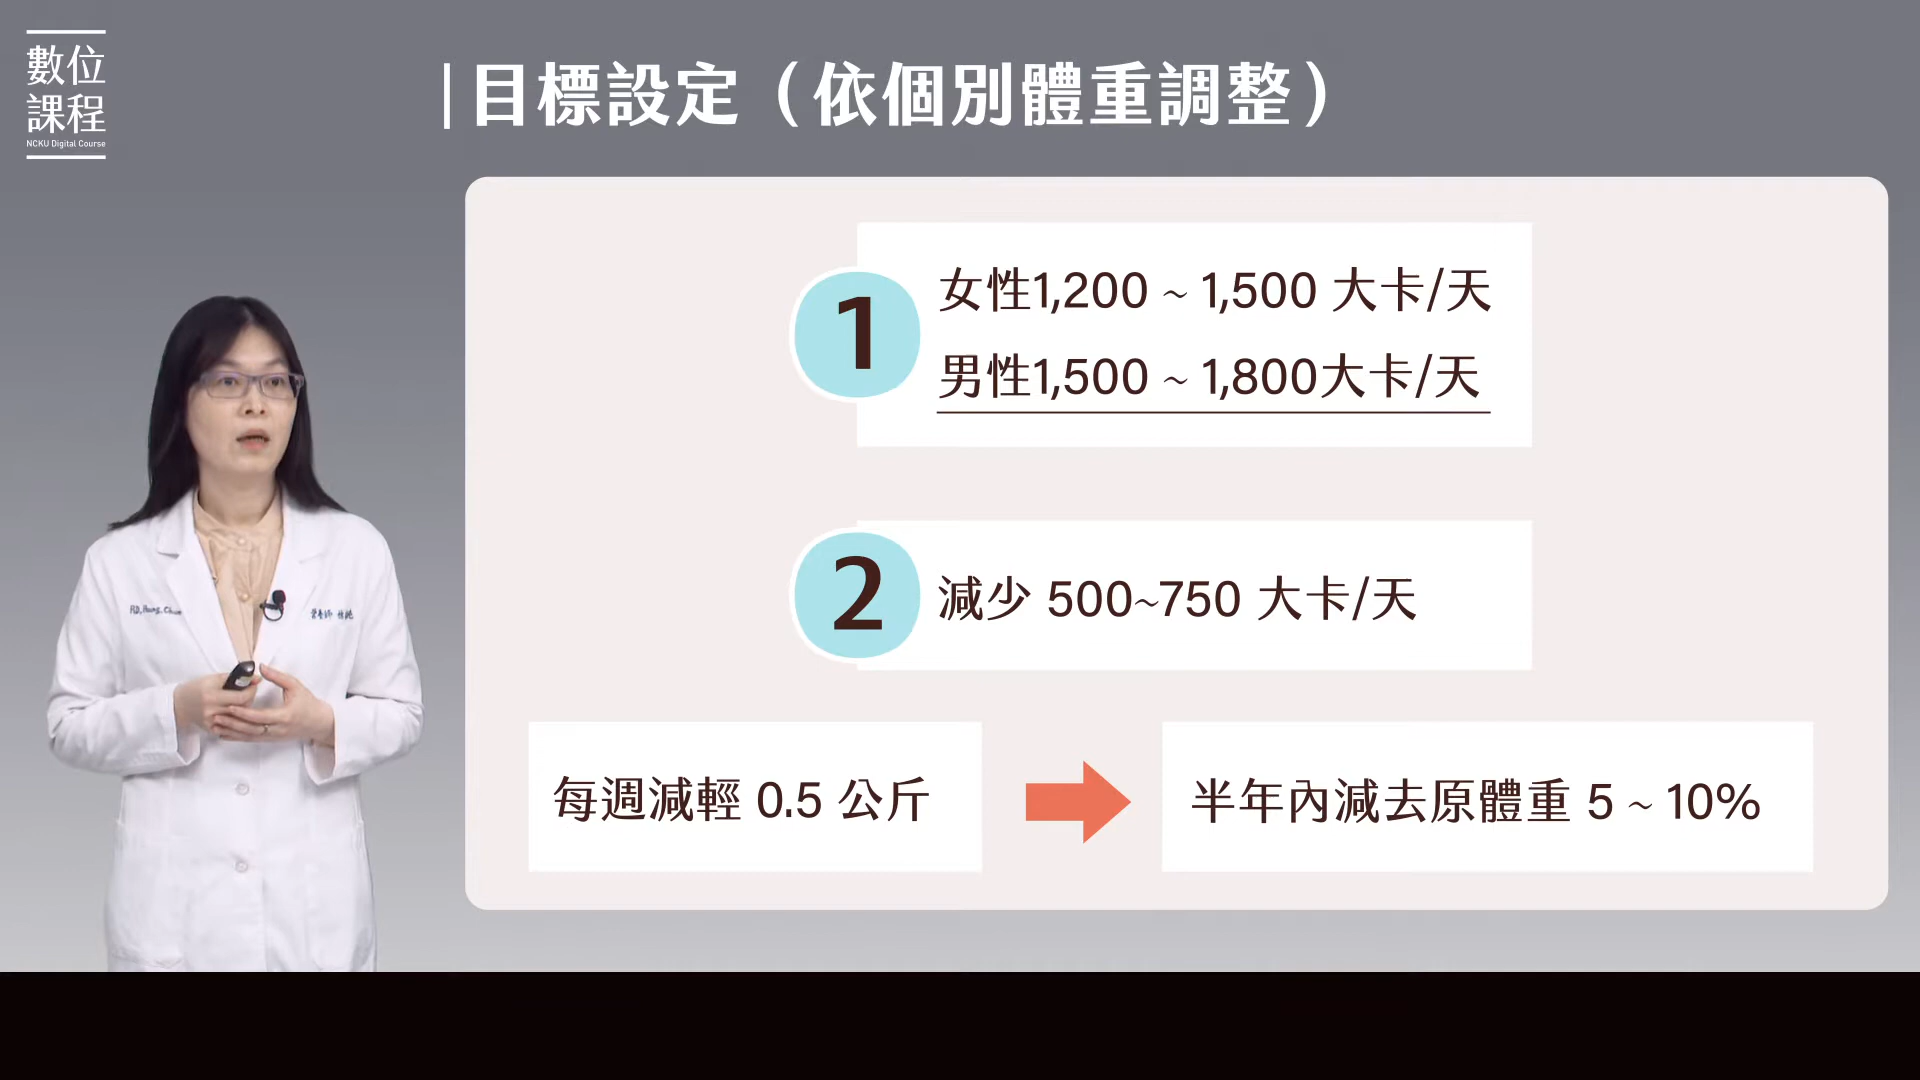 數位
課程
NCKU Digital Course
目標設定（依個別體重調整）
1
女性1,200 ~ 1,500 大卡/天
男性1,500 ~ 1,800大卡/天
2
減少 500~750 大卡/天
每週減輕 0.5 公斤
半年內減去原體重 5 ~ 10%